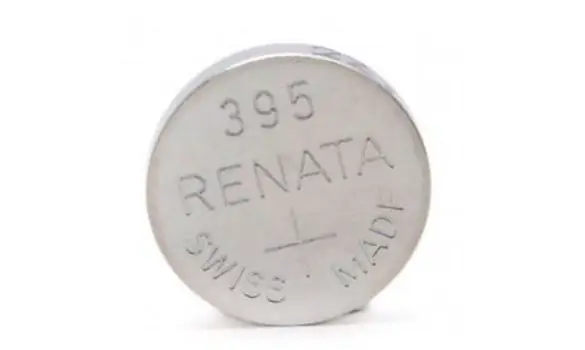 395
RENATA
+
SWISS MADE